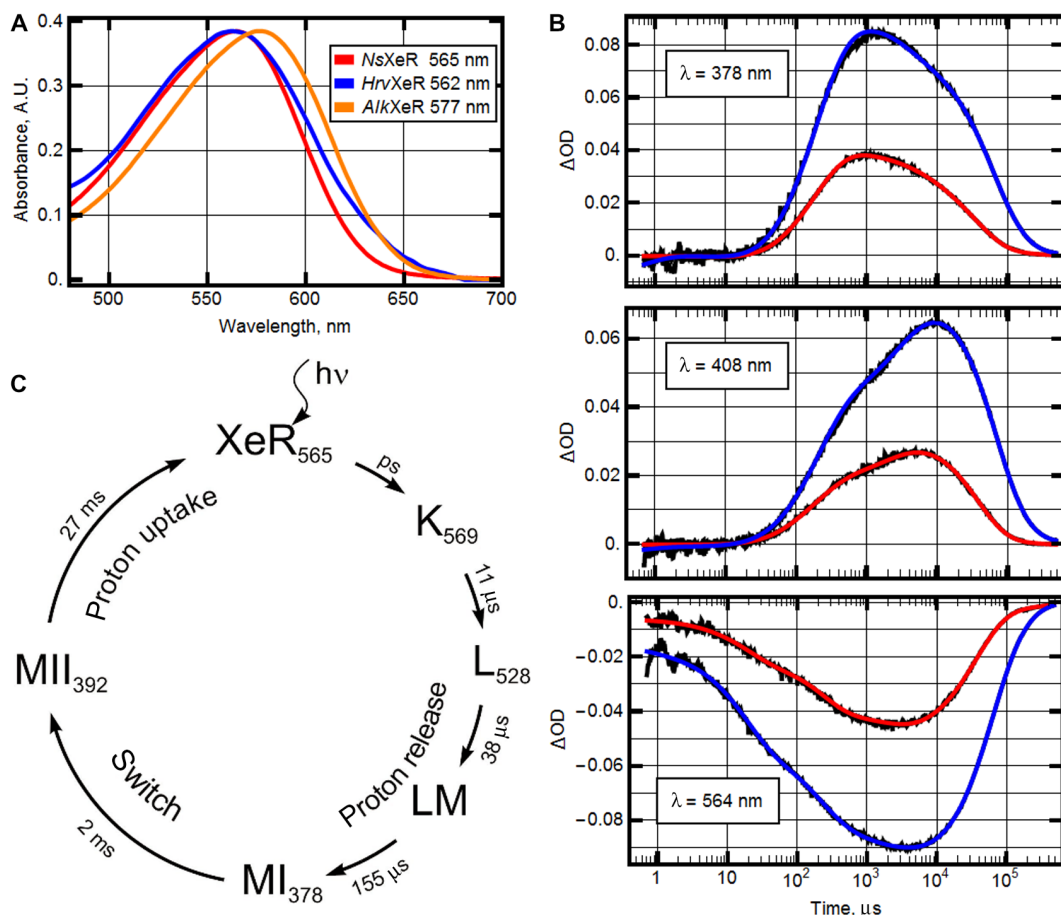 A
0.4
0.3
0.2
0.1
0.
Absorbance, A.U.
NsXeR 565 nm
HrvXeR 562 nm
AlkXeR 577 nm
500
550
600
650
700
Wavelength, nm
B
0.08
0.06
0.04
0.02
0.
ΔOD
λ = 378 nm
0.06
0.04
0.02
0.
ΔOD
λ = 408 nm
0.
−0.02
−0.04
−0.06
−0.08
ΔOD
λ = 564 nm
1
10
10²
10³
10⁴
10⁵
Time, μs
C
hν
XeR₅₆₅
ps
K₅₆₉
11 μs
L₅₂₈
38 μs
LM
Proton release
155 μs
MI₃₇₈
2 ms
Switch
MII₃₉₂
27 ms
Proton uptake